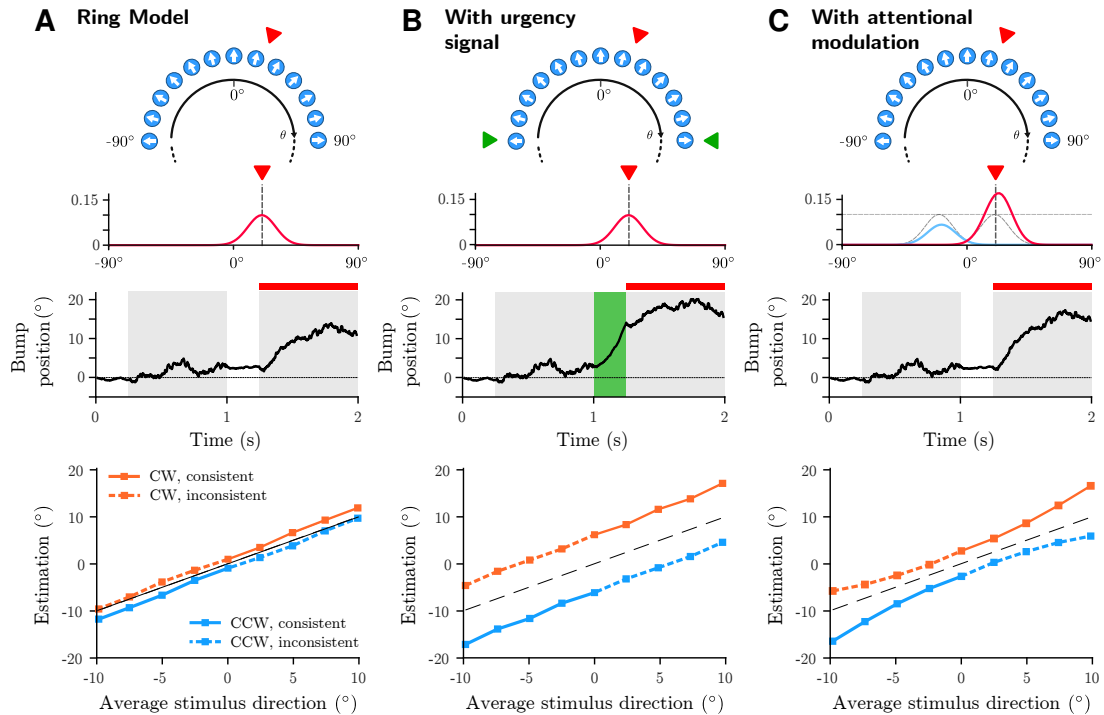 A Ring Model
0°
-90°
θ
90°
0.15
0
-90°
0°
90°
Bump
position (°)
20
10
0
0
1
2
Time (s)
Estimation (°)
20
10
0
-10
-20
CW, consistent
CW, inconsistent
CCW, consistent
CCW, inconsistent
-10
-5
0
5
10
Average stimulus direction (°)
B With urgency
signal
0°
θ
0.15
0
-90°
0°
90°
Bump
position (°)
20
10
0
0
1
2
Time (s)
Estimation (°)
20
10
0
-10
-20
-10
-5
0
5
10
Average stimulus direction (°)
C With attentional
modulation
0°
-90°
θ
90°
0.15
0
-90°
0°
90°
Bump
position (°)
20
10
0
0
1
2
Time (s)
Estimation (°)
20
10
0
-10
-20
-10
-5
0
5
10
Average stimulus direction (°)